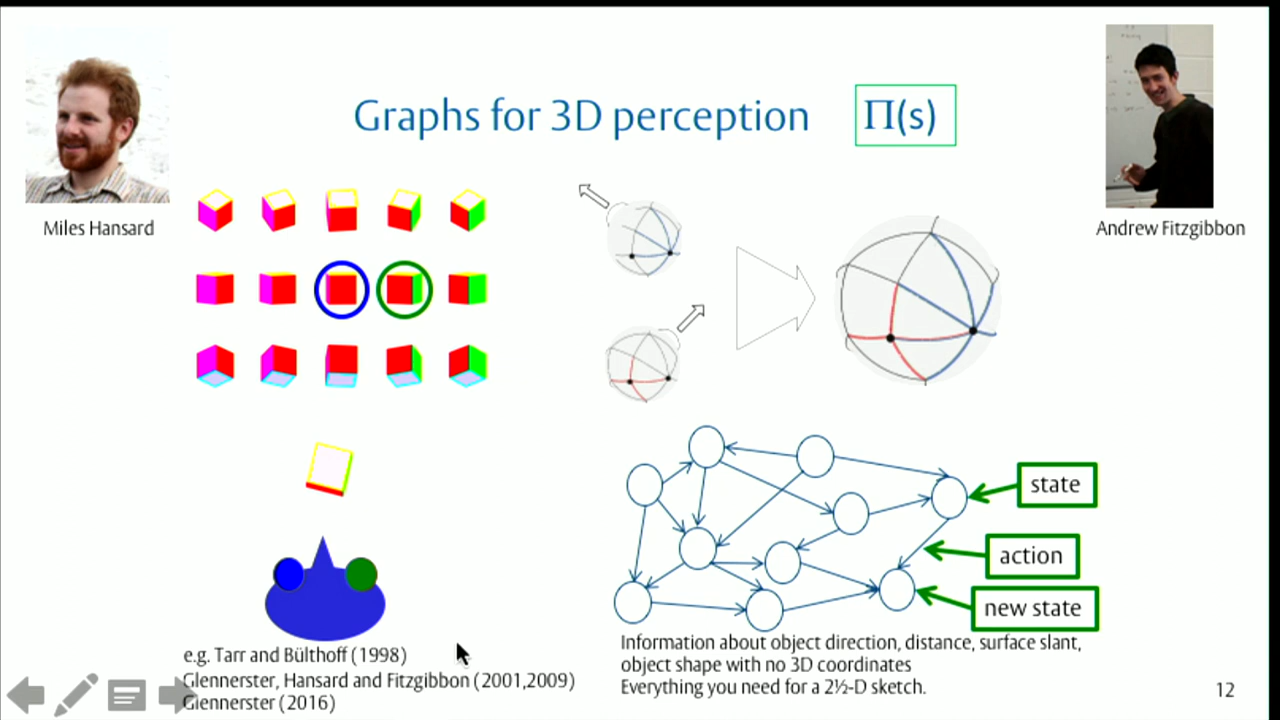 Graphs for 3D perception
Π(s)
Miles Hansard
Andrew Fitzgibbon
state
action
new state
e.g. Tarr and Bülthoff (1998)
Glennerster, Hansard and Fitzgibbon (2001,2009)
Glennerster (2016)
Information about object direction, distance, surface slant,
object shape with no 3D coordinates
Everything you need for a 2½-D sketch.
12